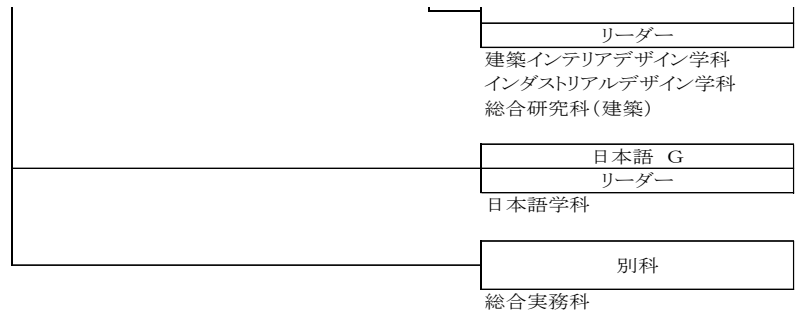 リーダー
建築インテリアデザイン学科
インダストリアルデザイン学科
総合研究科(建築)
日本語 G
リーダー
日本語学科
別科
総合実務科